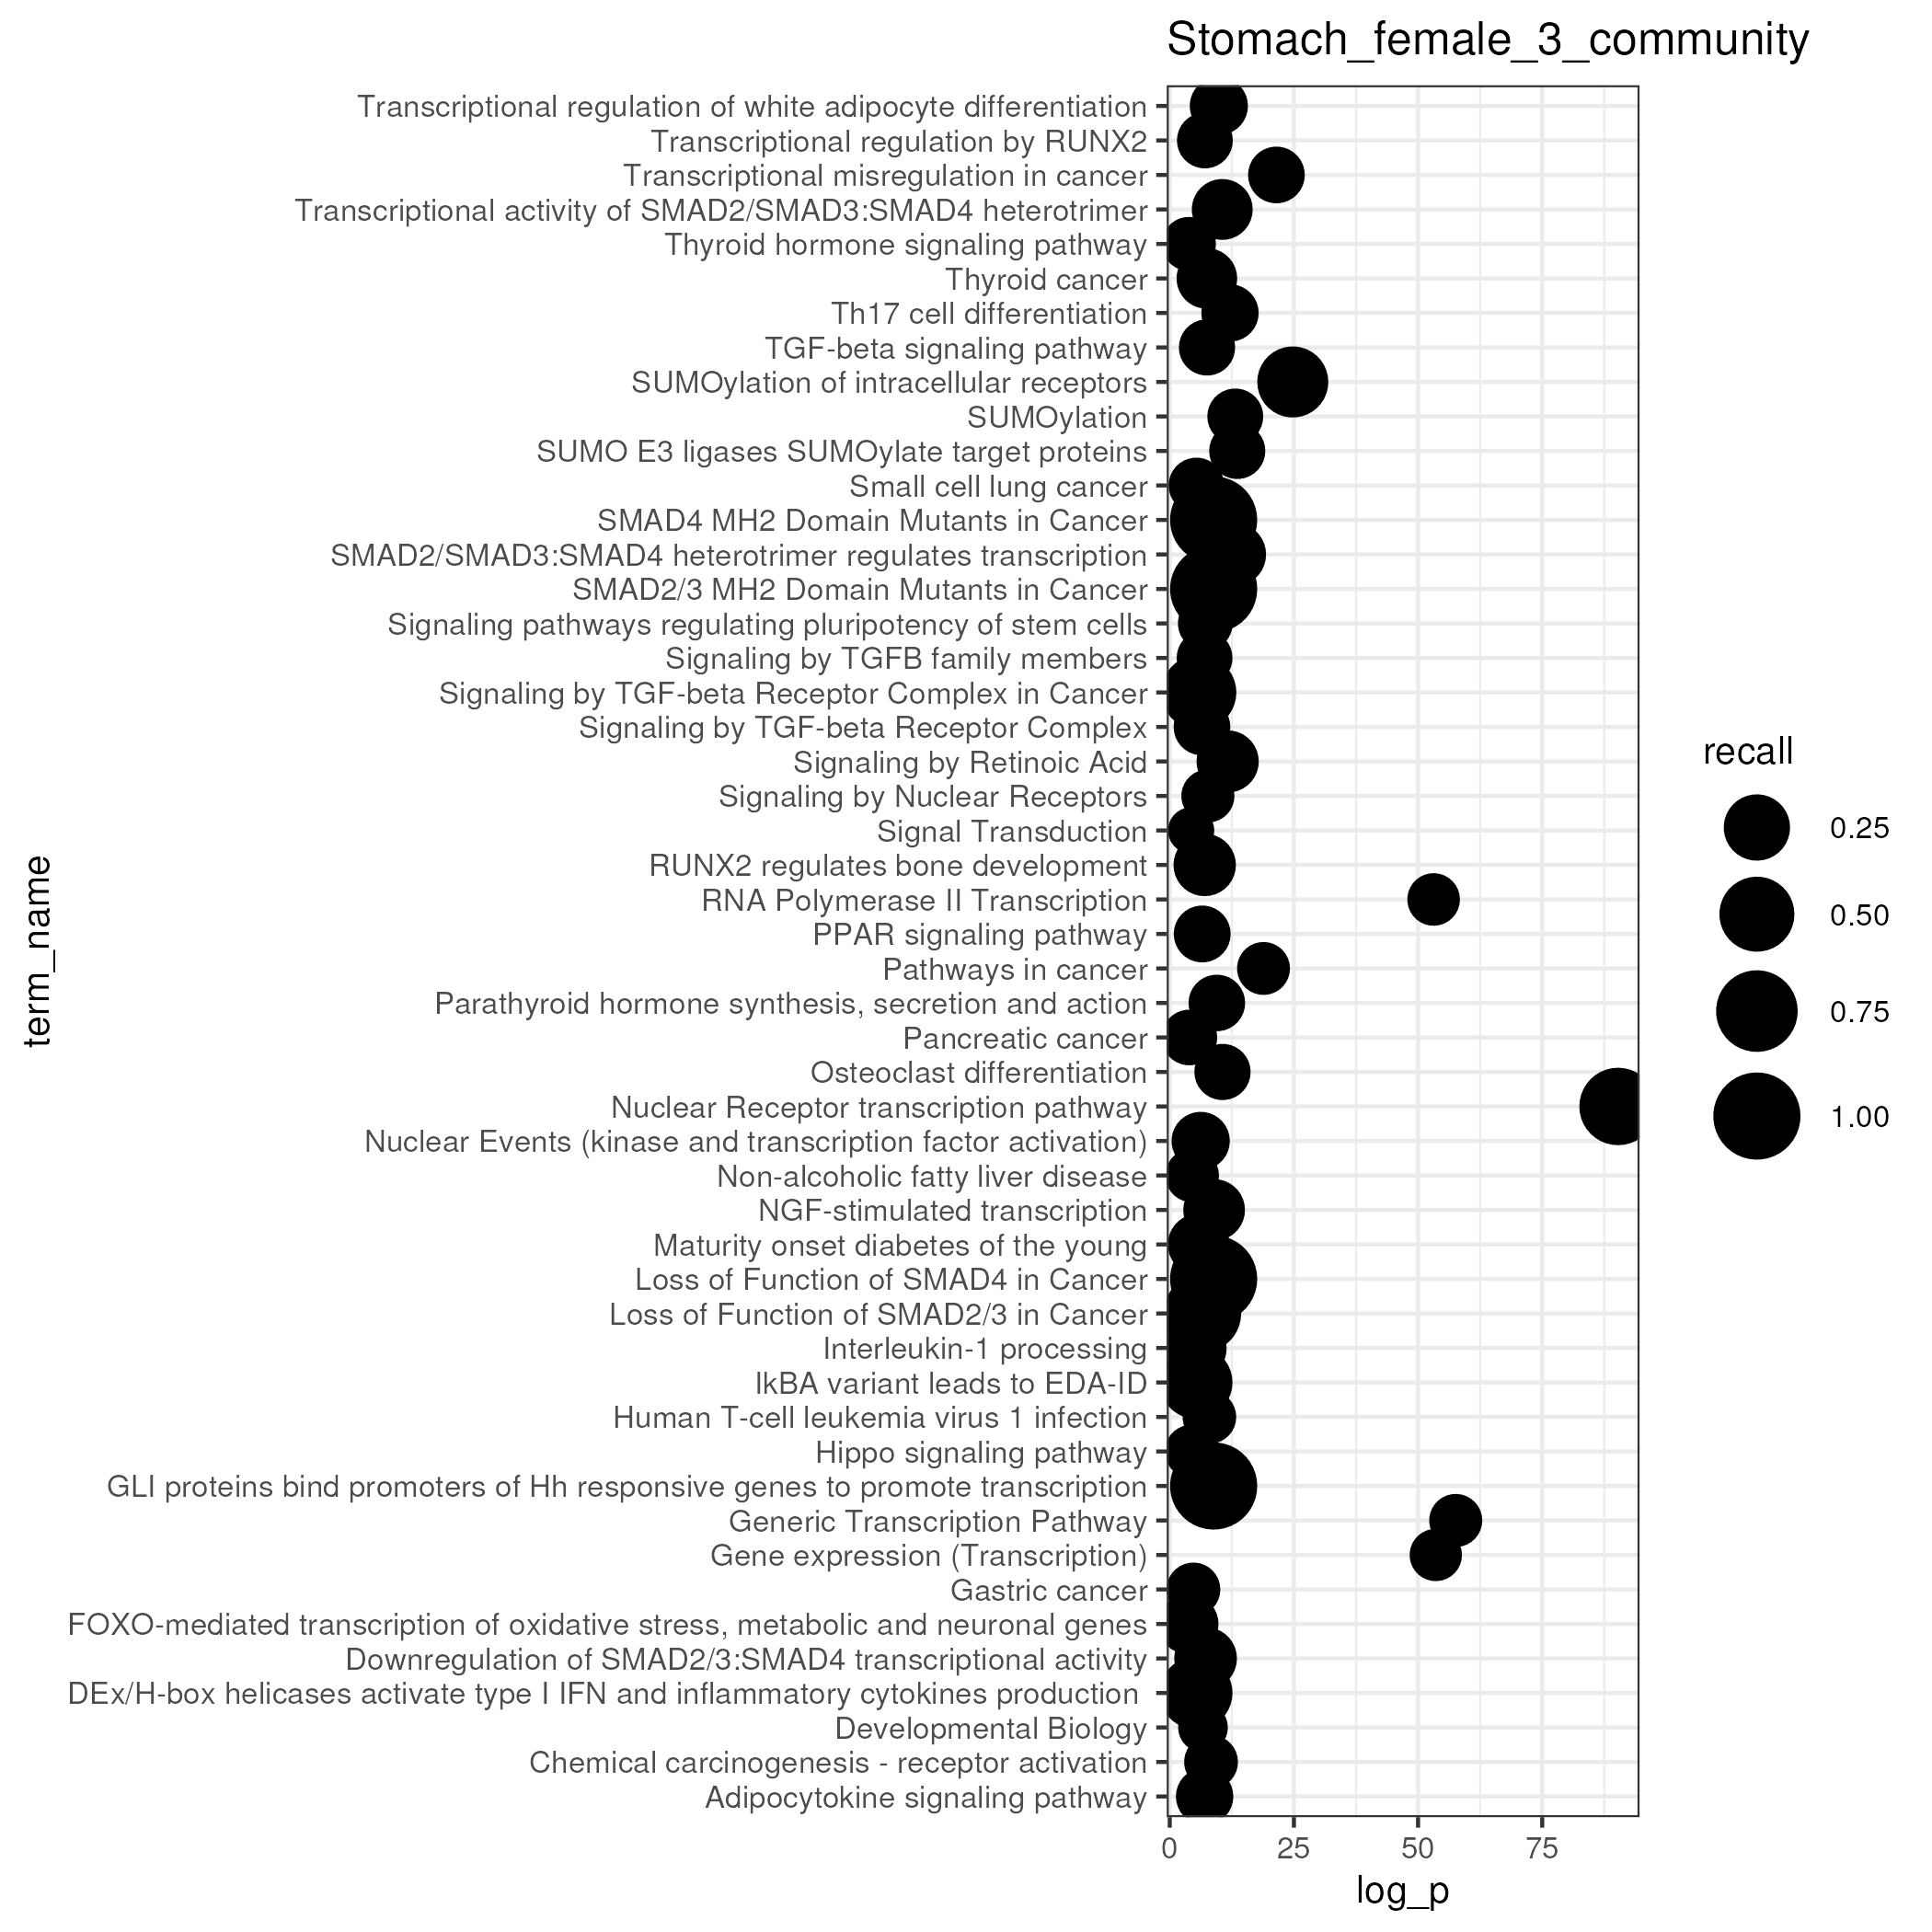 Stomach_female_3_community
Transcriptional regulation of white adipocyte differentiation
Transcriptional regulation by RUNX2
Transcriptional misregulation in cancer
Transcriptional activity of SMAD2/SMAD3:SMAD4 heterotrimer
Thyroid hormone signaling pathway
Thyroid cancer
Th17 cell differentiation
TGF-beta signaling pathway
SUMOylation of intracellular receptors
SUMOylation
SUMO E3 ligases SUMOylate target proteins
Small cell lung cancer
SMAD4 MH2 Domain Mutants in Cancer
SMAD2/SMAD3:SMAD4 heterotrimer regulates transcription
SMAD2/3 MH2 Domain Mutants in Cancer
Signaling pathways regulating pluripotency of stem cells
Signaling by TGFB family members
Signaling by TGF-beta Receptor Complex in Cancer
Signaling by TGF-beta Receptor Complex
Signaling by Retinoic Acid
Signaling by Nuclear Receptors
Signal Transduction
RUNX2 regulates bone development
RNA Polymerase II Transcription
PPAR signaling pathway
Pathways in cancer
Parathyroid hormone synthesis, secretion and action
Pancreatic cancer
Osteoclast differentiation
Nuclear Receptor transcription pathway
Nuclear Events (kinase and transcription factor activation)
Non-alcoholic fatty liver disease
NGF-stimulated transcription
Maturity onset diabetes of the young
Loss of Function of SMAD4 in Cancer
Loss of Function of SMAD2/3 in Cancer
Interleukin-1 processing
IkBA variant leads to EDA-ID
Human T-cell leukemia virus 1 infection
Hippo signaling pathway
GLI proteins bind promoters of Hh responsive genes to promote transcription
Generic Transcription Pathway
Gene expression (Transcription)
Gastric cancer
FOXO-mediated transcription of oxidative stress, metabolic and neuronal genes
Downregulation of SMAD2/3:SMAD4 transcriptional activity
DEx/H-box helicases activate type I IFN and inflammatory cytokines production
Developmental Biology
Chemical carcinogenesis - receptor activation
Adipocytokine signaling pathway
term_name
0 25 50 75
log_p
recall
0.25
0.50
0.75
1.00